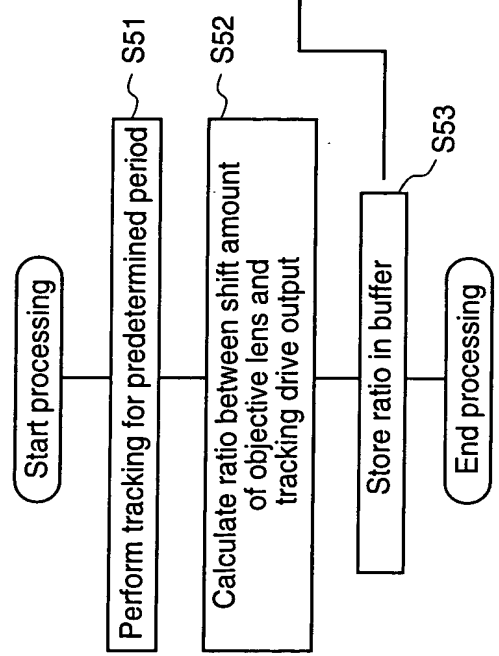 Start processing
Perform tracking for predetermined period
S51
Calculate ratio between shift amount
of objective lens and
tracking drive output
S52
Store ratio in buffer
S53
End processing